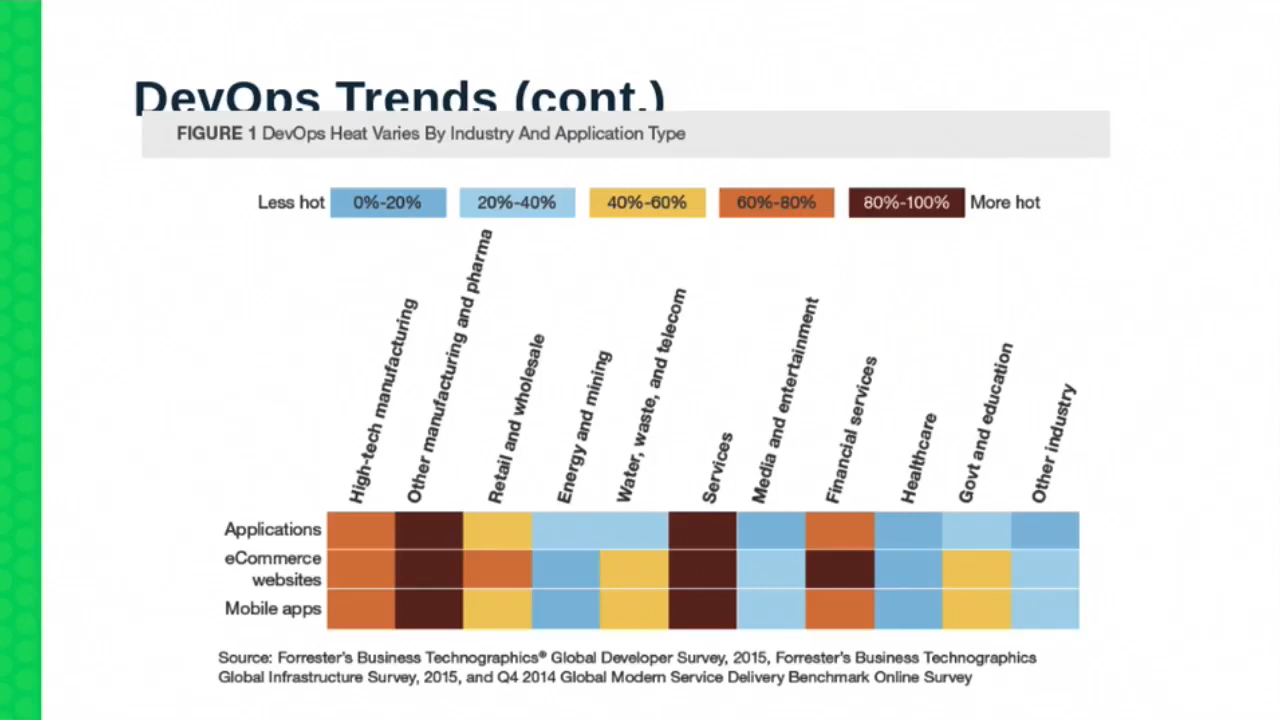 DevOps Trends (cont.)
FIGURE 1 DevOps Heat Varies By Industry And Application Type
Less hot 0%-20% 20%-40% 40%-60% 60%-80% 80%-100% More hot
High-tech manufacturing
Other manufacturing and pharma
Retail and wholesale
Energy and mining
Water, waste, and telecom
Services
Media and entertainment
Financial services
Healthcare
Govt and education
Other industry
Applications
eCommerce
websites
Mobile apps
Source: Forrester's Business Technographics® Global Developer Survey, 2015, Forrester's Business Technographics
Global Infrastructure Survey, 2015, and Q4 2014 Global Modern Service Delivery Benchmark Online Survey